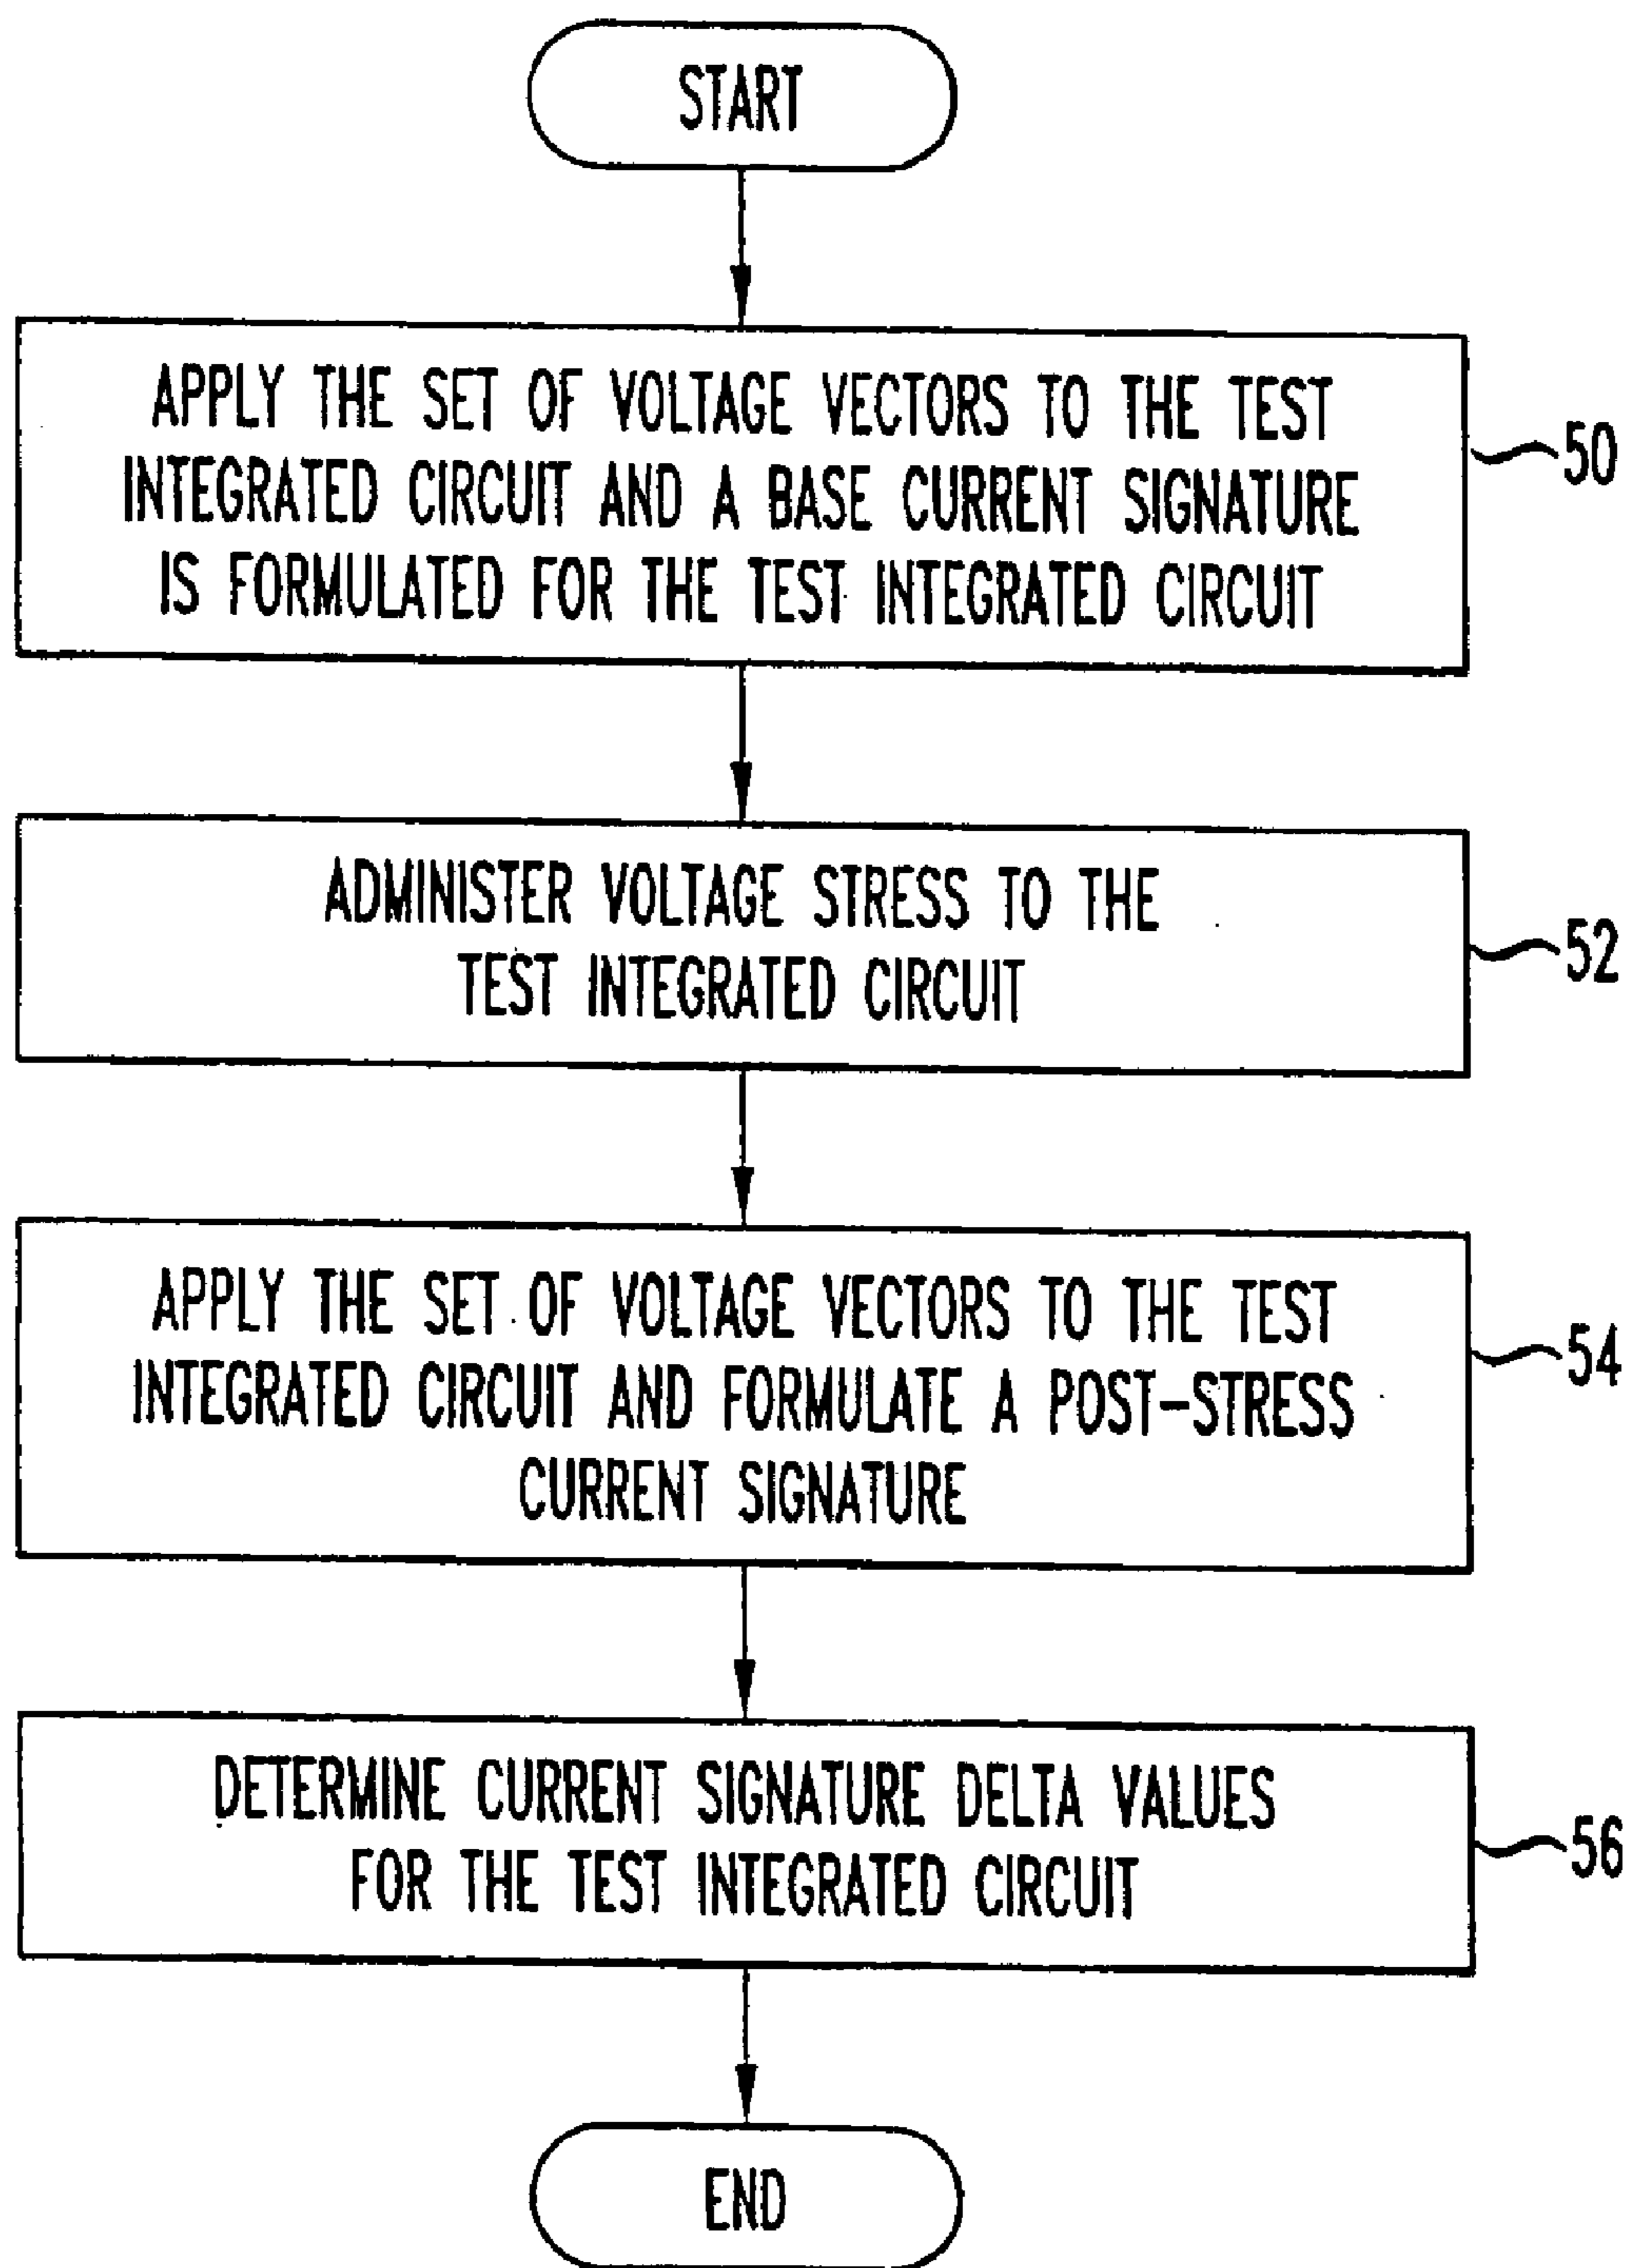 START
APPLY THE SET OF VOLTAGE VECTORS TO THE TEST
INTEGRATED CIRCUIT AND A BASE CURRENT SIGNATURE
IS FORMULATED FOR THE TEST INTEGRATED CIRCUIT
50
ADMINISTER VOLTAGE STRESS TO THE
TEST INTEGRATED CIRCUIT
52
APPLY THE SET OF VOLTAGE VECTORS TO THE TEST
INTEGRATED CIRCUIT AND FORMULATE A POST-STRESS
CURRENT SIGNATURE
54
DETERMINE CURRENT SIGNATURE DELTA VALUES
FOR THE TEST INTEGRATED CIRCUIT
56
END